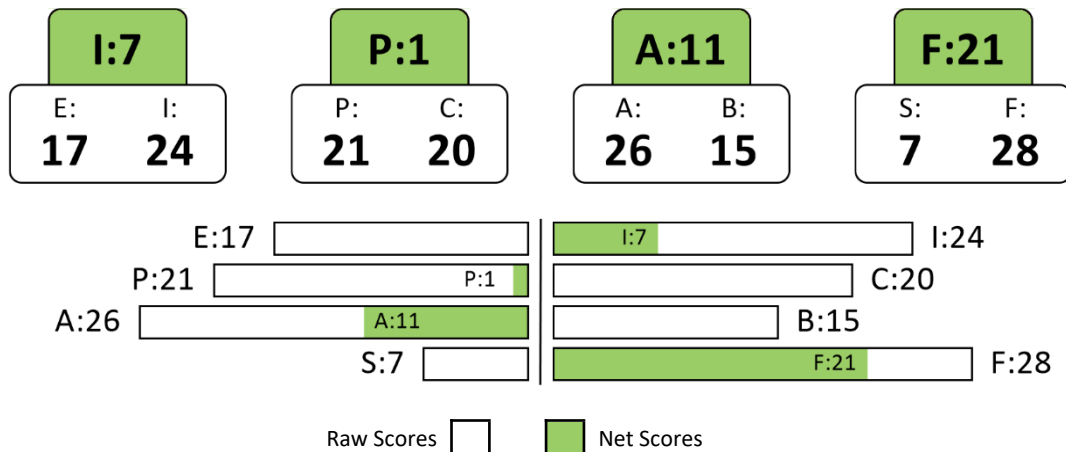 I:7 P:1 A:11 F:21
E: I: P: C: A: B: S: F:
17 24 21 20 26 15 7 28
E:17 I:7 I:24
P:21 P:1 C:20
A:26 A:11 B:15
S:7 F:21 F:28
Raw Scores Net Scores